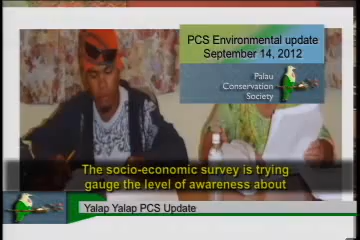 PCS Environmental update
September 14, 2012
Palau
Conservation
Society
The socio-economic survey is trying
gauge the level of awareness about
Yalap Yalap PCS Update